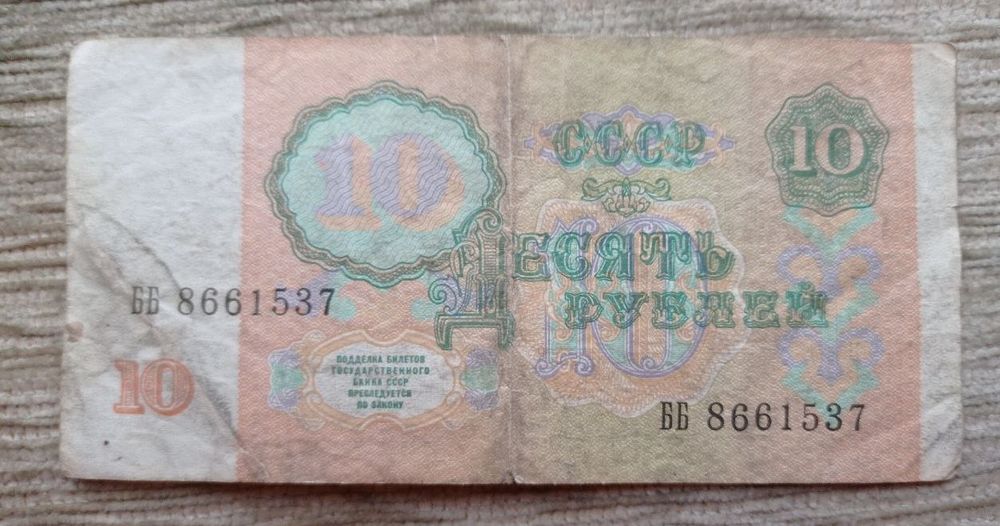 10
СССР
10
10
Десять
рублей
ББ 8661537
10
ПОДДЕЛКА БИЛЕТОВ
ГОСУДАРСТВЕННОГО
БАНКА СССР
ПРЕСЛЕДУЕТСЯ
ПО ЗАКОНУ
ББ 8661537